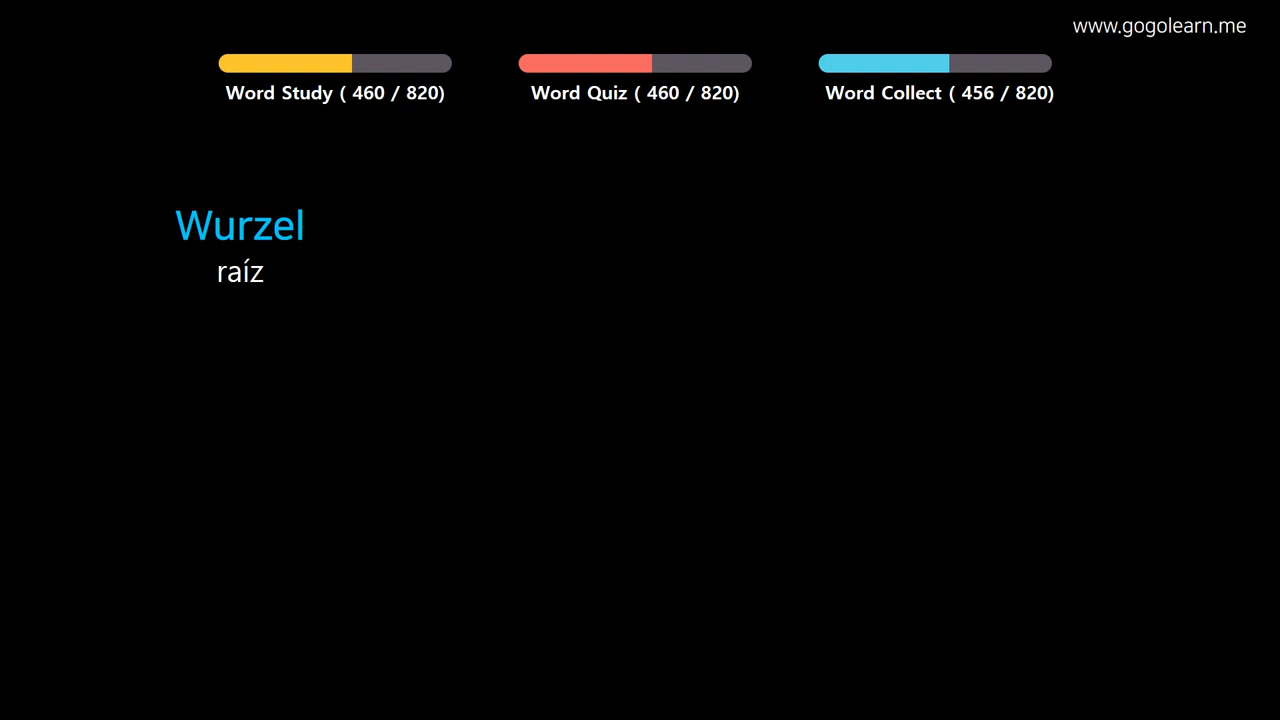 www.gogolearn.me
Word Study ( 460 / 820)
Word Quiz ( 460 / 820)
Word Collect ( 456 / 820)
Wurzel
raíz